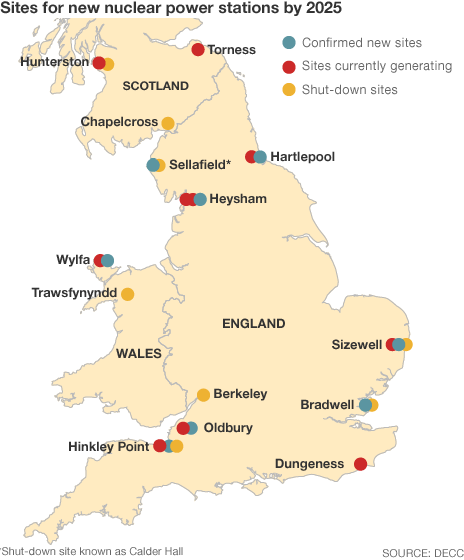 Sites for new nuclear power stations by 2025
Confirmed new sites
Sites currently generating
Shut-down sites
Torness
Hunterston
SCOTLAND
Chapelcross
Sellafield*
Hartlepool
Heysham
Wylfa
Trawsfynyndd
ENGLAND
Sizewell
WALES
Berkeley
Bradwell
Oldbury
Hinkley Point
Dungeness
*Shut-down site known as Calder Hall
SOURCE: DECC